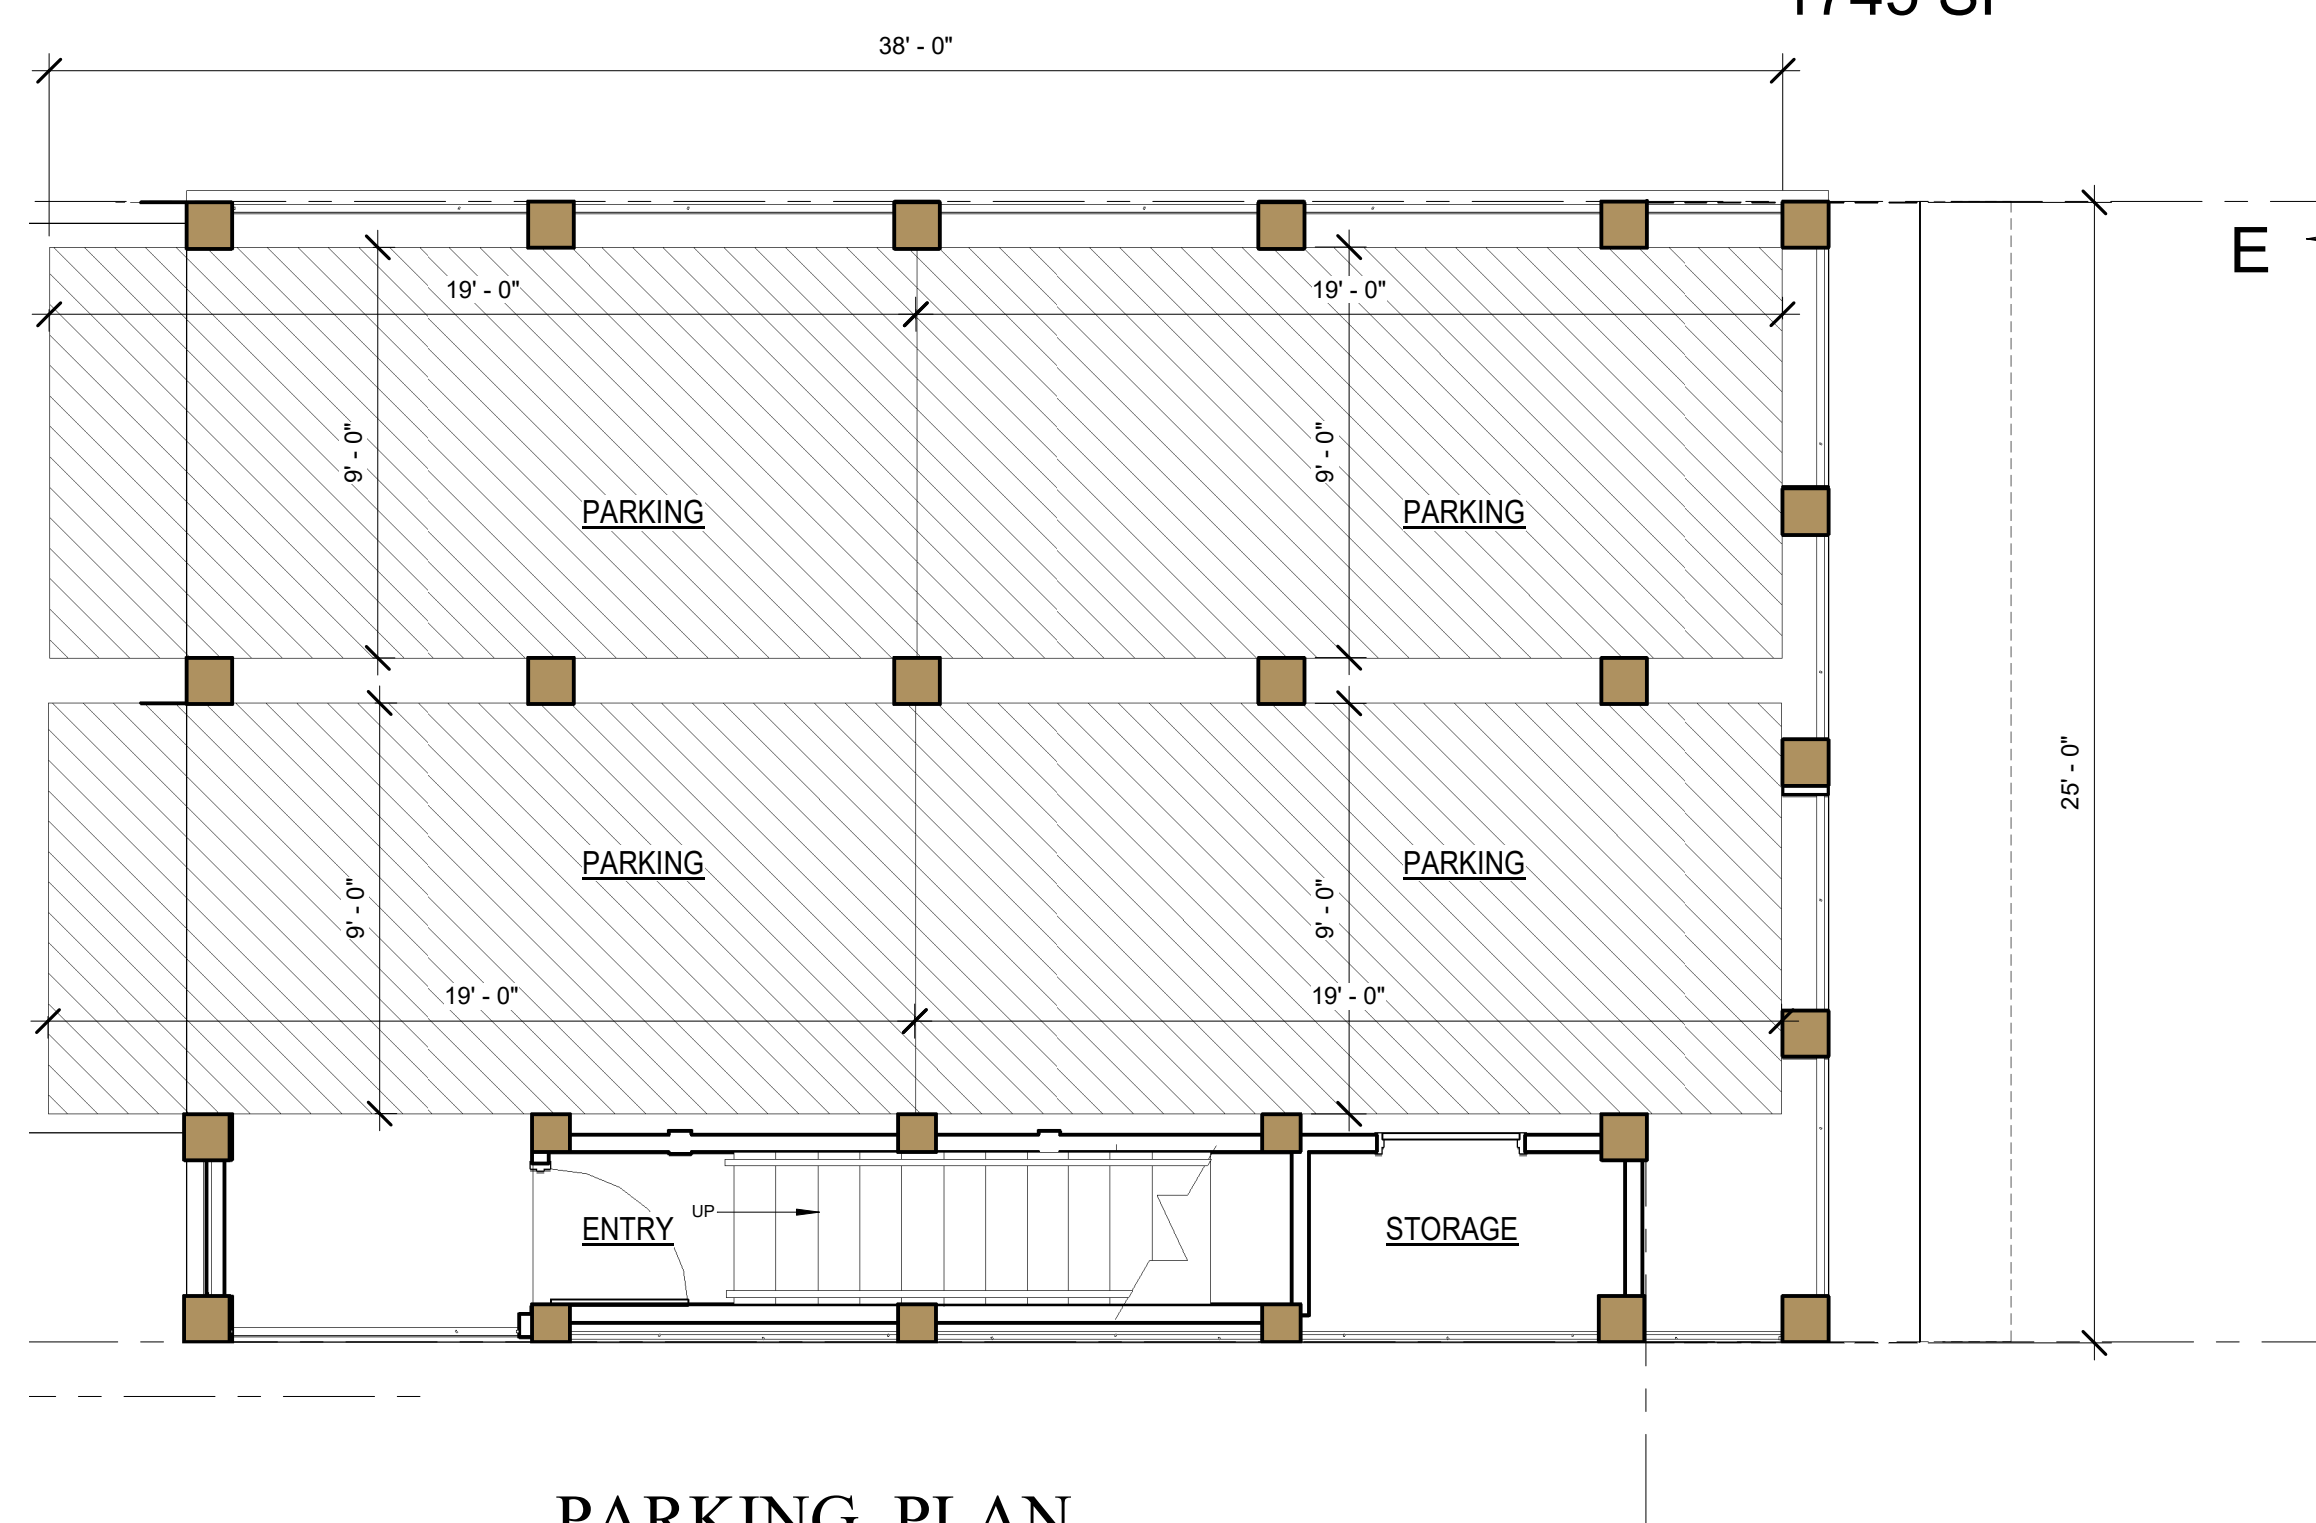 38' - 0"
E
19' - 0"
19' - 0"
9' - 0"
9' - 0"
PARKING
PARKING
25' - 0"
PARKING
PARKING
9' - 0"
9' - 0"
19' - 0"
19' - 0"
UP
ENTRY
STORAGE
PARKING PLAN